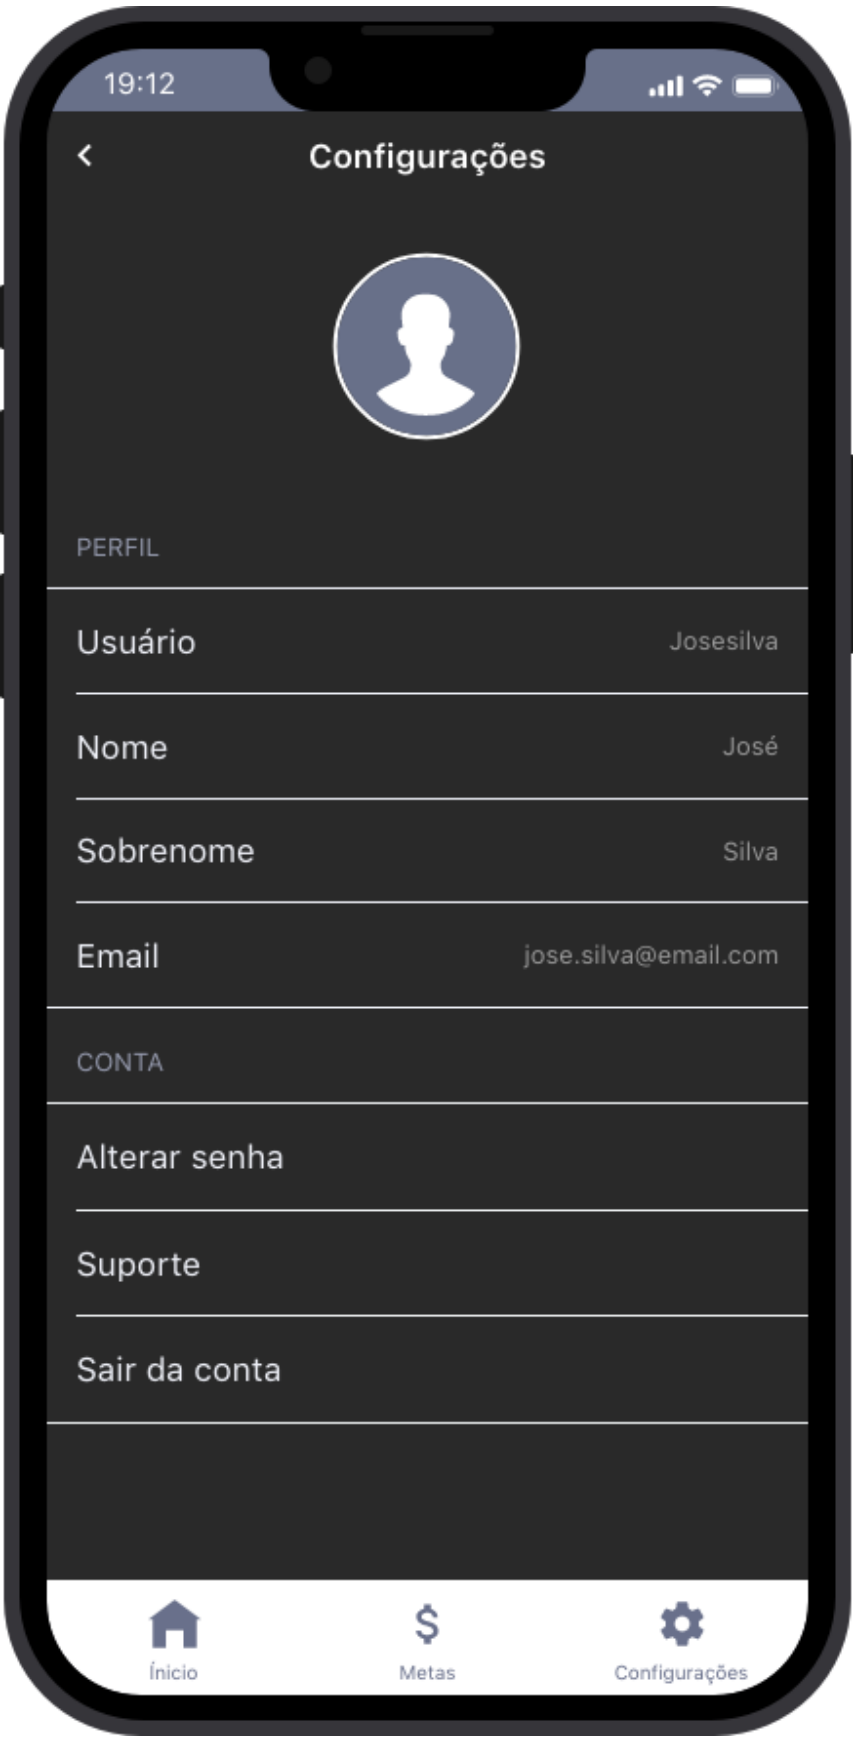 19:12
Configurações
PERFIL
Usuário Josesilva
Nome José
Sobrenome Silva
Email jose.silva@email.com
CONTA
Alterar senha
Suporte
Sair da conta
$
Ínicio Metas Configurações